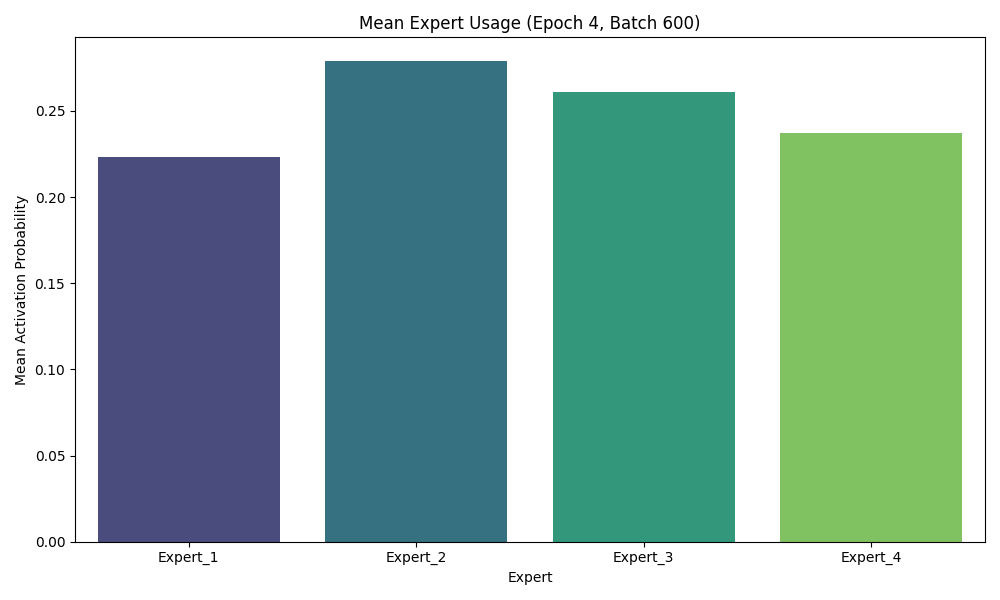 Mean Expert Usage (Epoch 4, Batch 600)
Mean Activation Probability
0.25
0.20
0.15
0.10
0.05
0.00
Expert_1 Expert_2 Expert_3 Expert_4
Expert